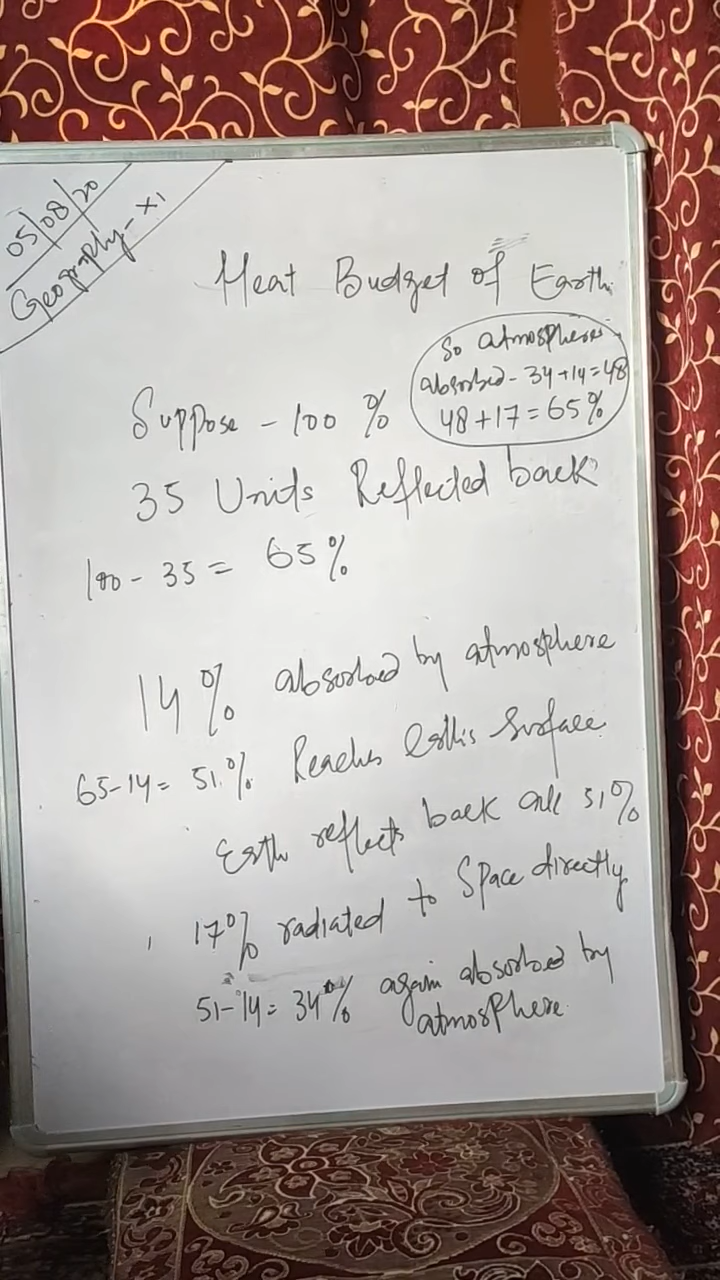 05/08/20
Geography-XI
Heat Budget of Earth
So atmosphere
absorbed - 34+14=48
48+17=65%
Suppose - 100 %
35 Units Reflected back
100 - 35 = 65%
14% absorbed by atmosphere
65-14= 51% Reaches Eath's Surface
Earth reflects back all 51%
17% radiated to Space directly
51-14= 34% again absorbed by
atmosphere